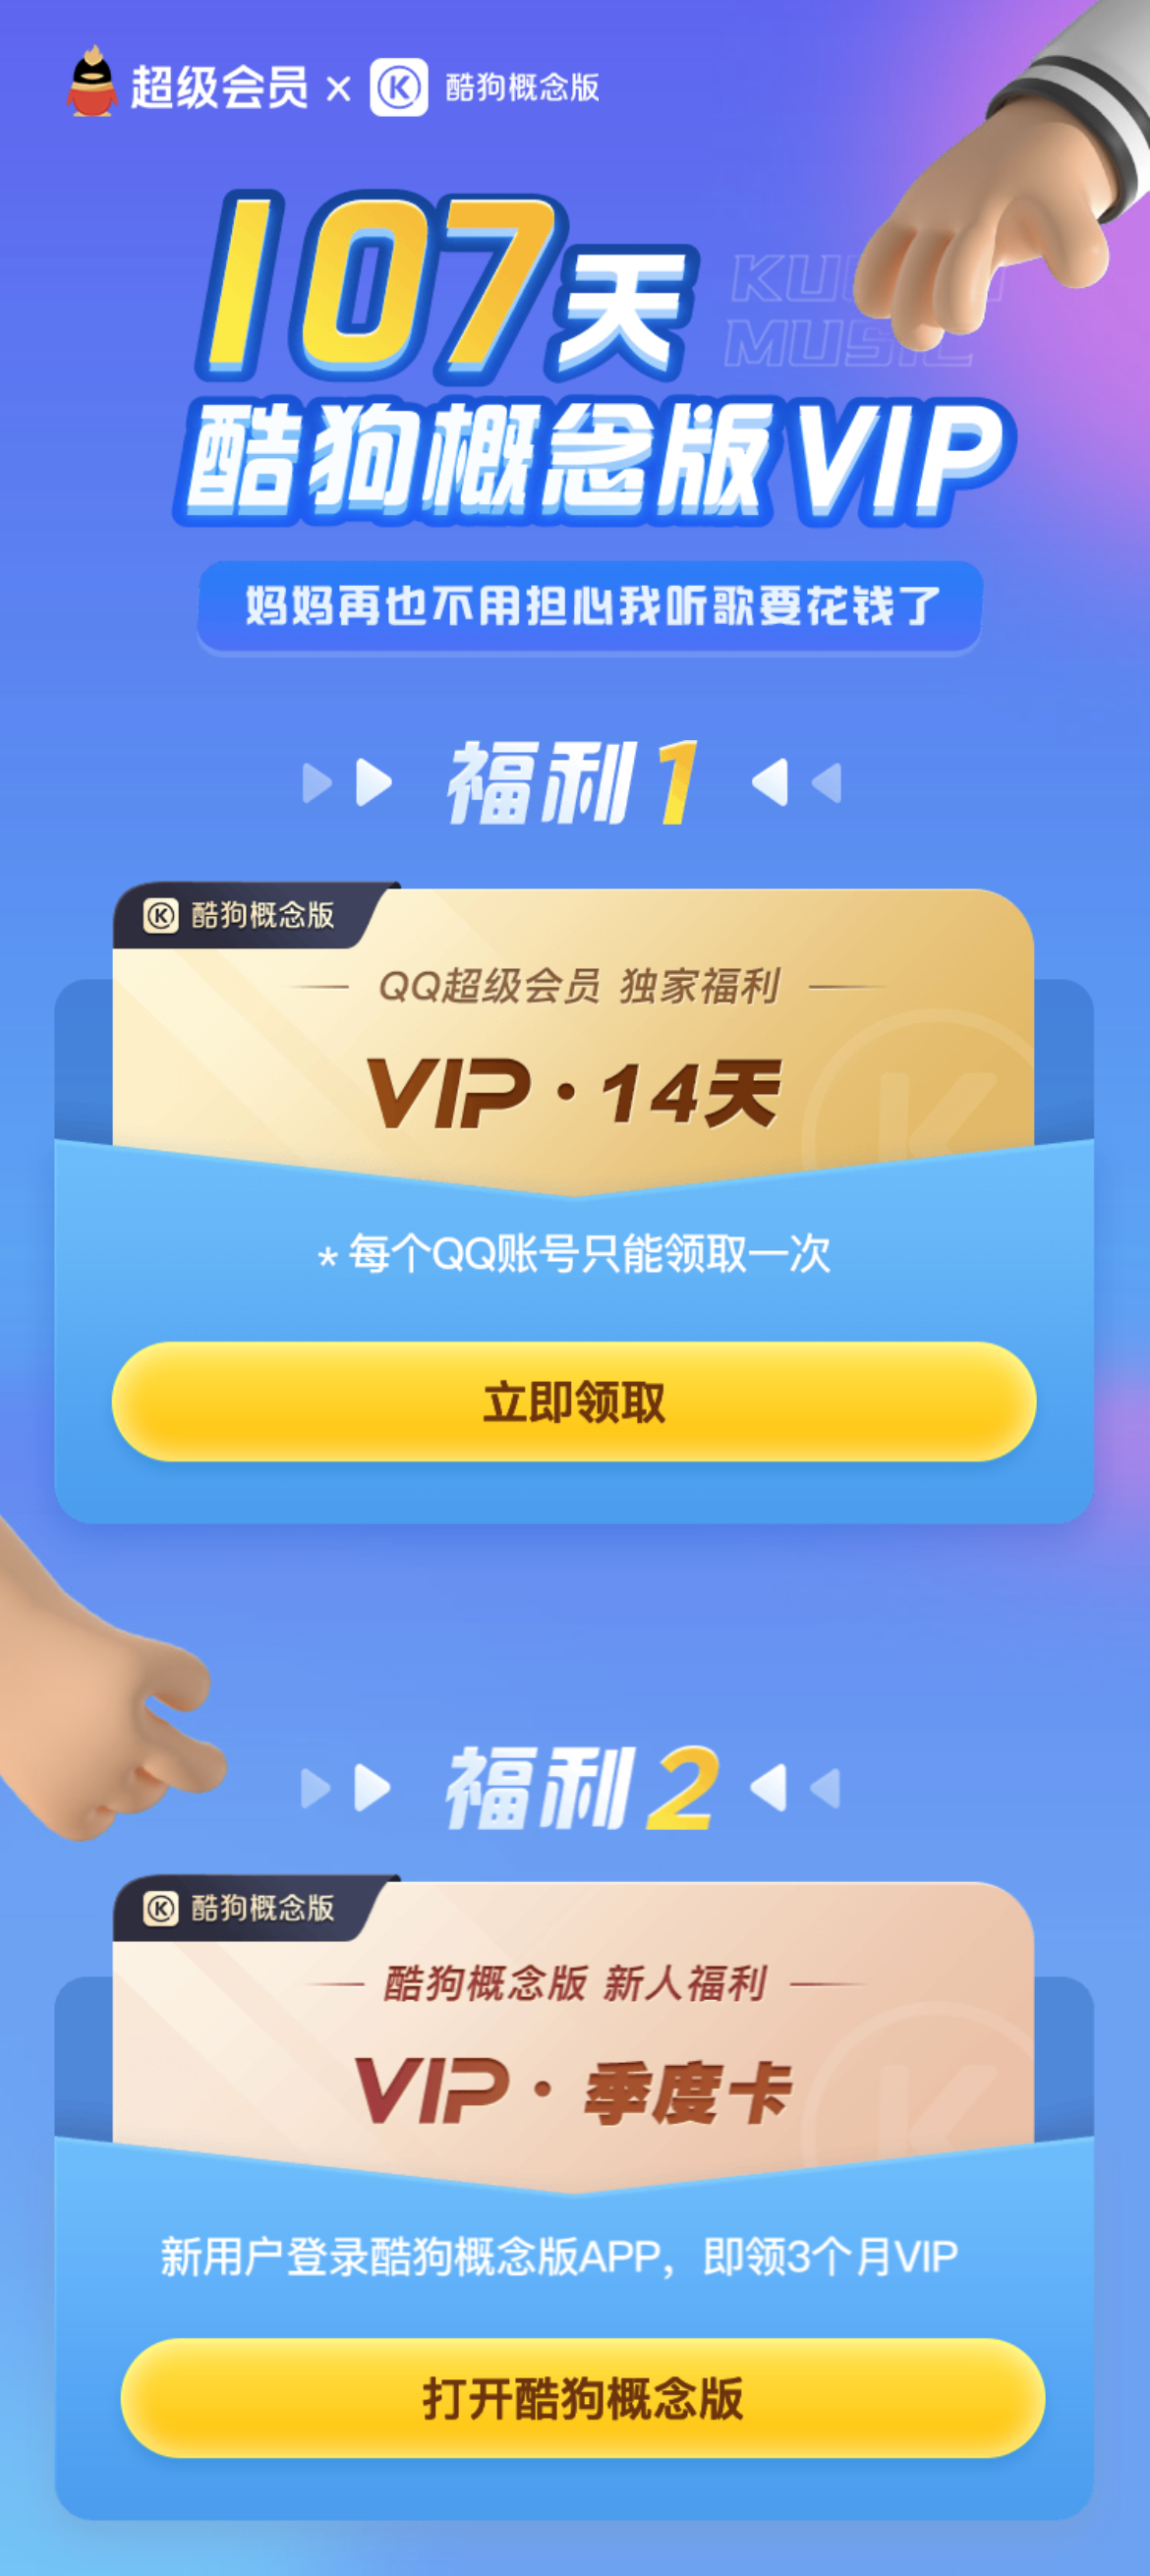 超级会员 × K 酷狗概念版
107天
MUSIC
酷狗概念版VIP
妈妈再也不用担心我听歌要花钱了
福利1
K 酷狗概念版
QQ超级会员 独家福利
VIP·14天
* 每个QQ账号只能领取一次
立即领取
福利2
K 酷狗概念版
酷狗概念版 新人福利
VIP·季度卡
新用户登录酷狗概念版APP，即领3个月VIP
打开酷狗概念版